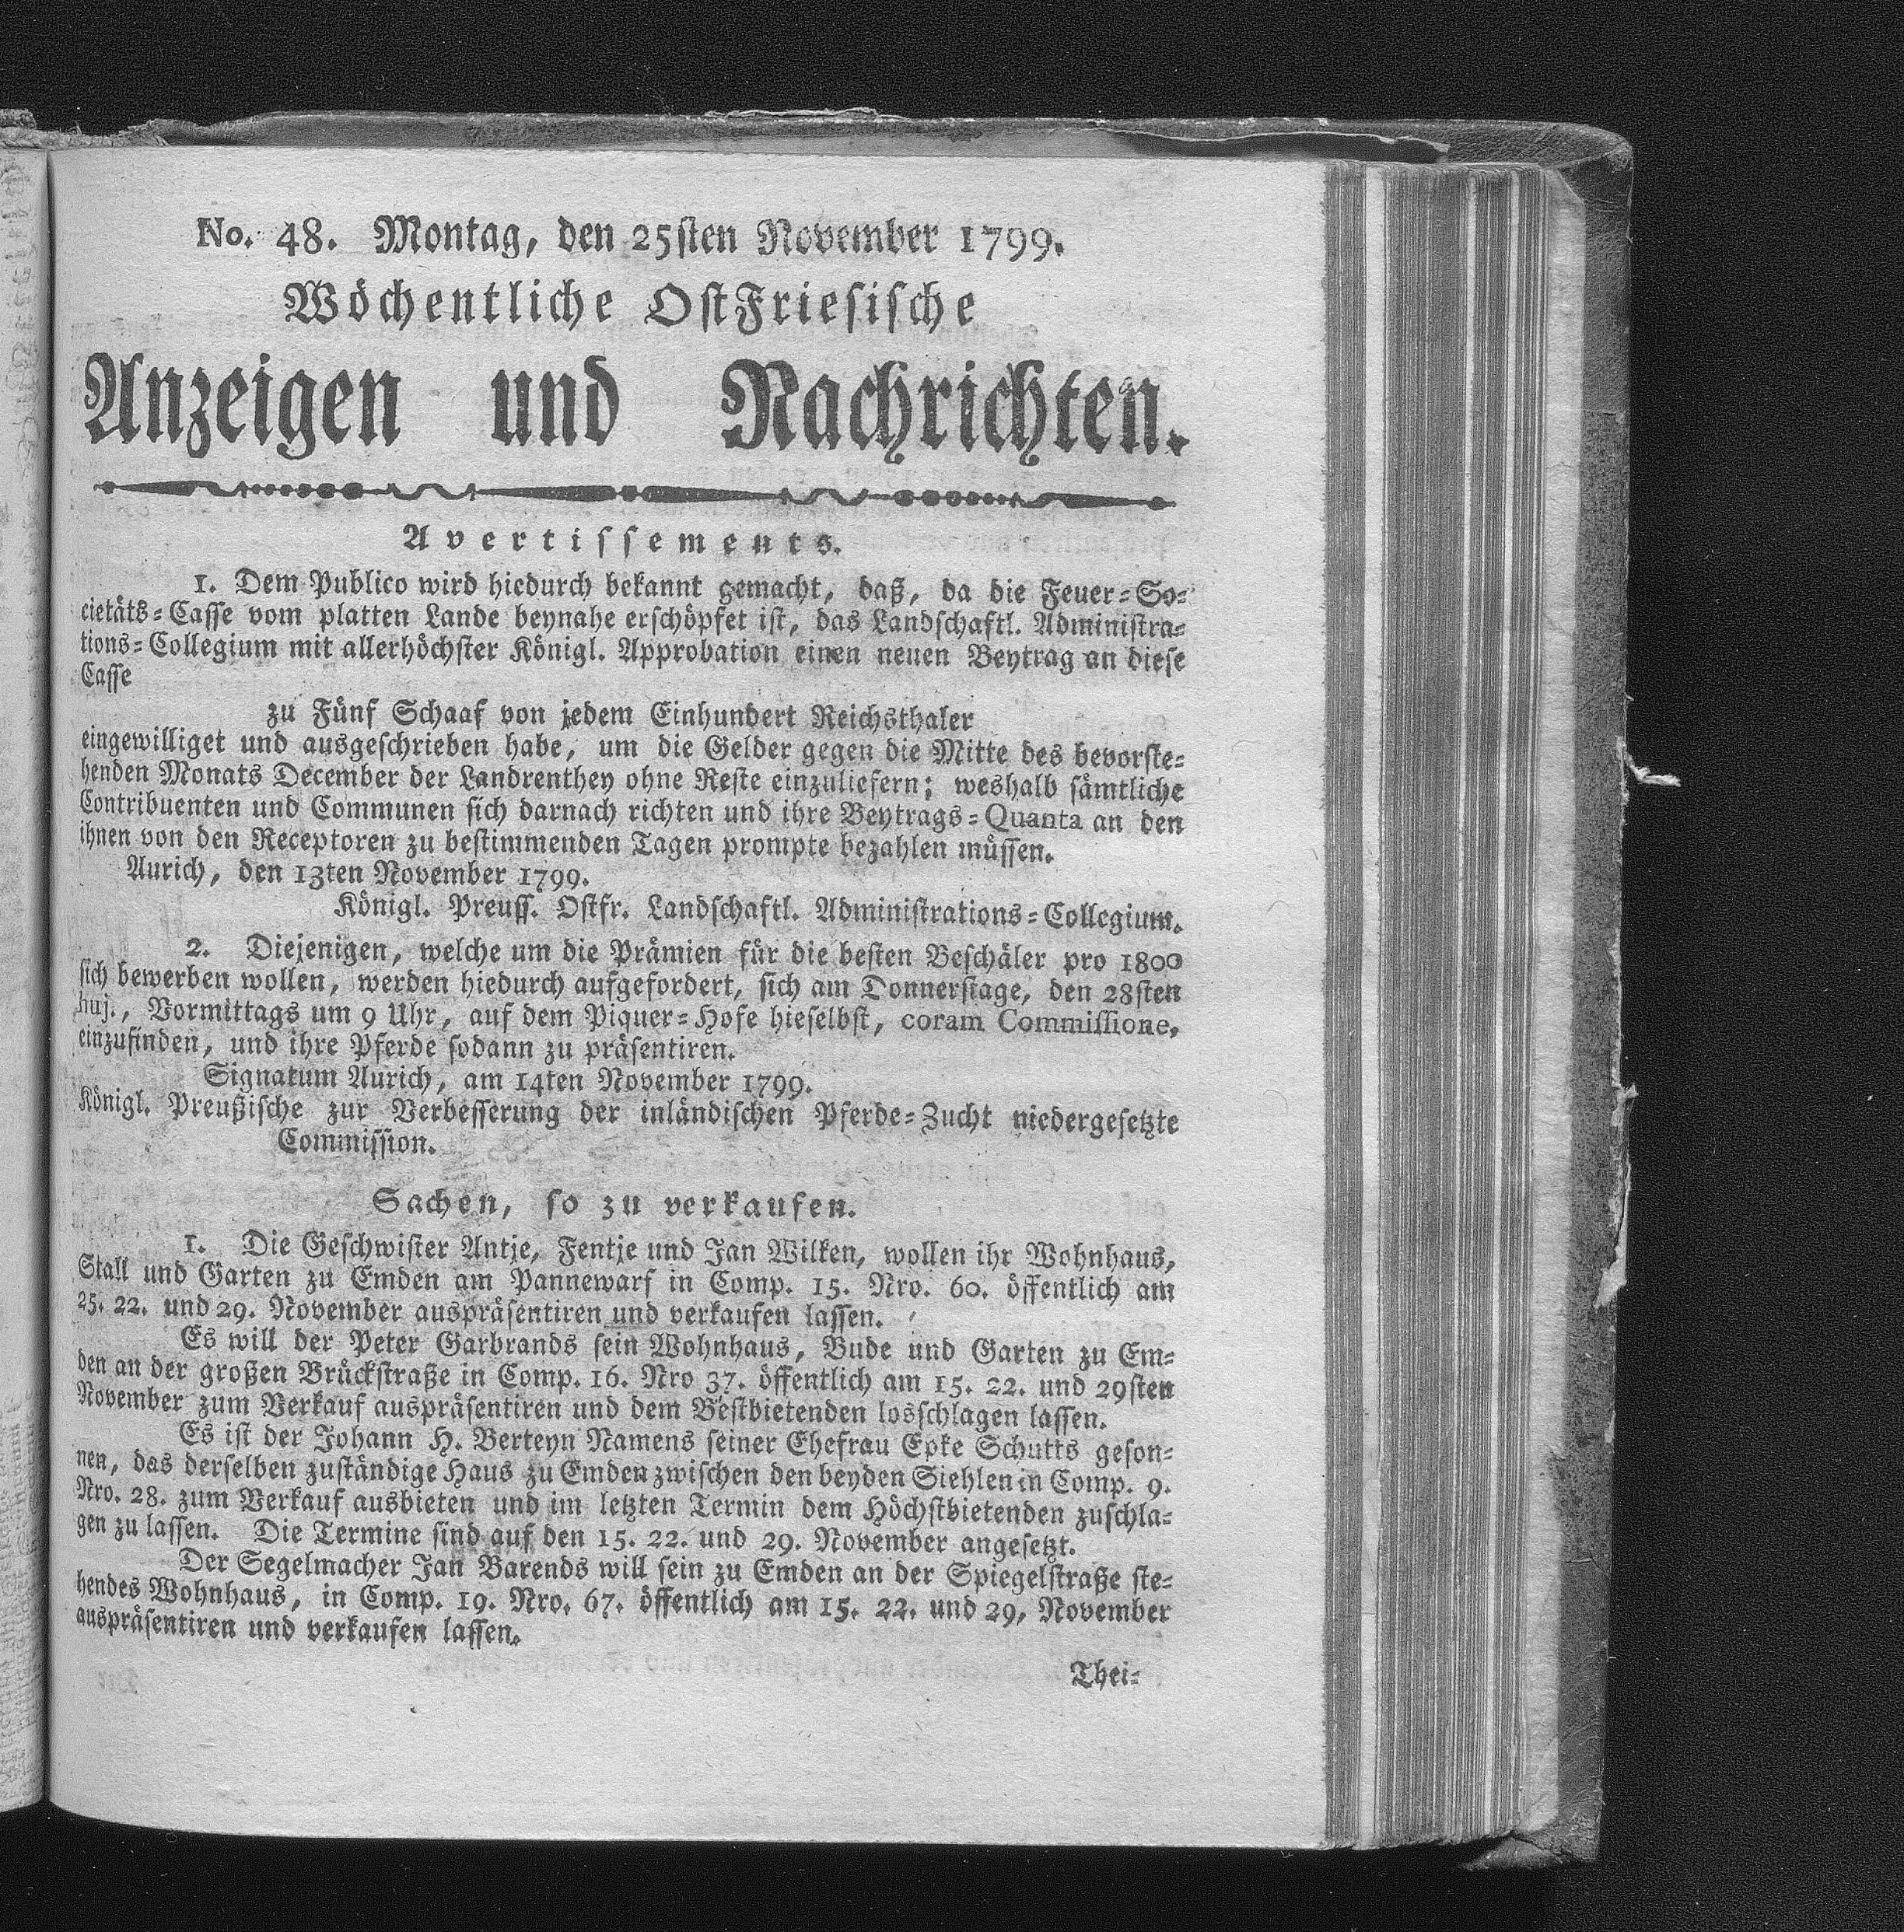 No. 48. Montag, den 25sten November 1799.
Wöchentliche OstFriesische
Anzeigen und Nachrichten.
Avertissements.
1. Dem Publico wird hiedurch bekannt gemacht, daß, da die Feuer-So-
cietäts-Casse vom platten Lande beynahe erschöpfet ist, das Landschaftl. Administra-
tions-Collegium mit allerhöchster Königl. Approbation einen neuen Beytrag an diese
Casse
zu Fünf Schaaf von jedem Einhundert Reichsthaler
eingewilliget und ausgeschrieben habe, um die Gelder gegen die Mitte des bevorste-
henden Monats December der Landrenthey ohne Reste einzuliefern; weshalb sämtliche
Contribuenten und Communen sich darnach richten und ihre Beytrags-Quanta an den
ihnen von den Receptoren zu bestimmenden Tagen prompte bezahlen müssen.
Aurich, den 13ten November 1799.
Königl. Preuss. Ostfr. Landschaftl. Administrations-Collegium.
2. Diejenigen, welche um die Prämien für die besten Beschäler pro 1800
sich bewerben wollen, werden hiedurch aufgefordert, sich am Donnerstage, den 28sten
huj., Vormittags um 9 Uhr, auf dem Piquer-Hofe hieselbst, coram Commissione,
einzufinden, und ihre Pferde sodann zu präsentiren.
Signatum Aurich, am 14ten November 1799.
Königl. Preußische zur Verbesserung der inländischen Pferde-Zucht niedergesetzte
Commission.
Sachen, so zu verkaufen.
1. Die Geschwister Antje, Fentje und Jan Wilken, wollen ihr Wohnhaus,
Stall und Garten zu Emden am Pannewarf in Comp. 15. Nro. 60. öffentlich am
25. 22. und 29. November auspräsentiren und verkaufen lassen.
Es will der Peter Garbrands sein Wohnhaus, Bude und Garten zu Em-
den an der großen Brückstraße in Comp. 16. Nro 37. öffentlich am 15. 22. und 29sten
November zum Verkauf auspräsentiren und dem Bestbietenden losschlagen lassen.
Es ist der Johann H. Berteyn Namens seiner Ehefrau Epke Schutts geson-
nen, das derselben zuständige Haus zu Emden zwischen den beyden Siehlen in Comp. 9.
Nro. 28. zum Verkauf ausbieten und im letzten Termin dem Höchstbietenden zuschla-
gen zu lassen. Die Termine sind auf den 15. 22. und 29. November angesetzt.
Der Segelmacher Jan Barends will sein zu Emden an der Spiegelstraße ste-
hendes Wohnhaus, in Comp. 19. Nro. 67. öffentlich am 15. 22. und 29, November
auspräsentiren und verkaufen lassen.
Thei-